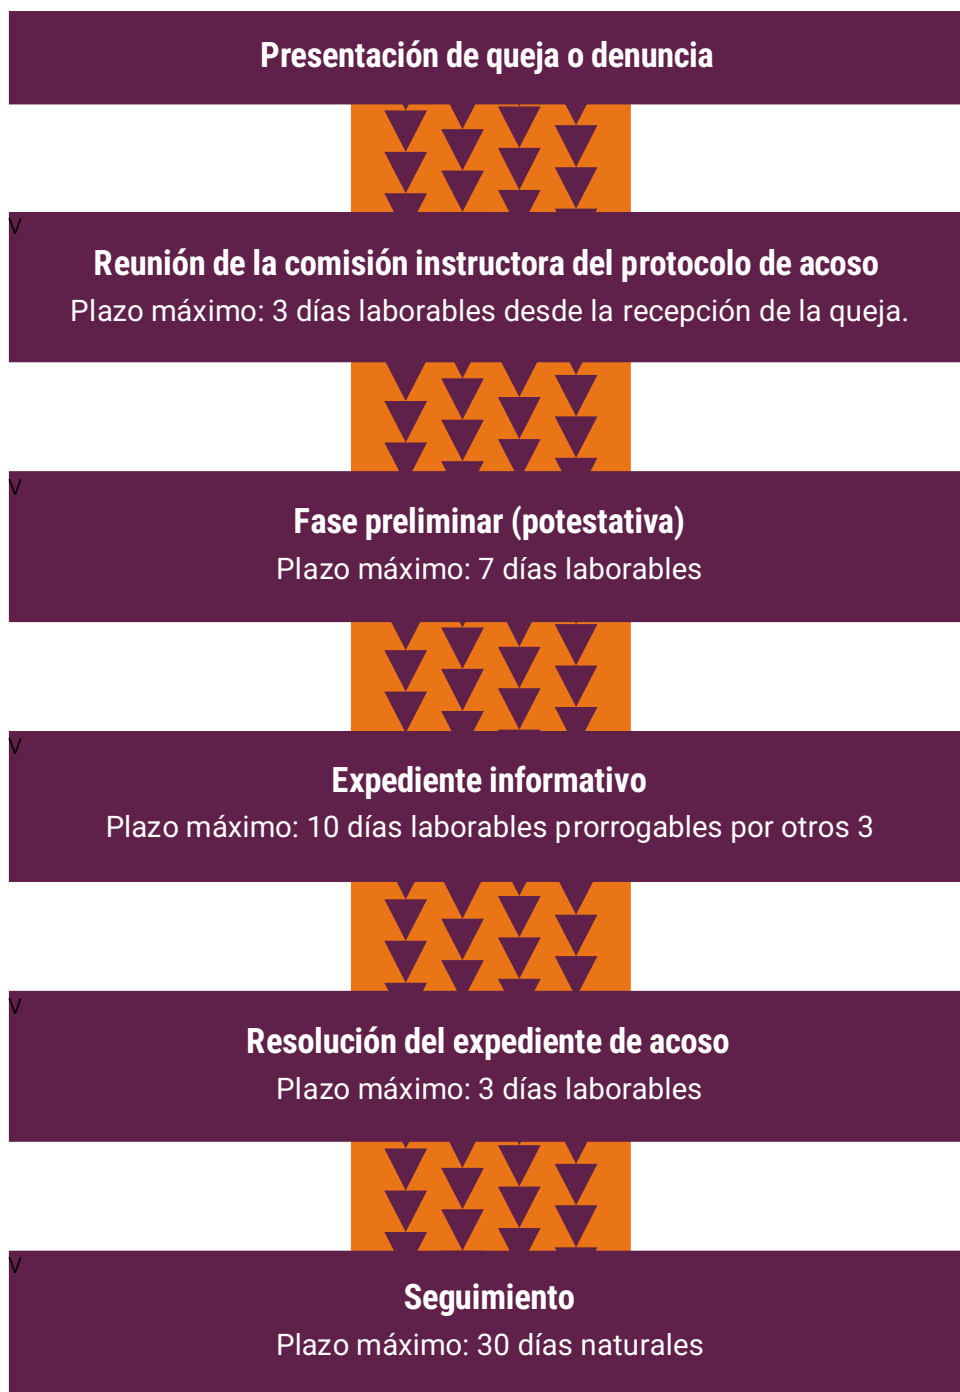 Presentación de queja o denuncia
V
Reunión de la comisión instructora del protocolo de acoso
Plazo máximo: 3 días laborables desde la recepción de la queja.
V
Fase preliminar (potestativa)
Plazo máximo: 7 días laborables
V
Expediente informativo
Plazo máximo: 10 días laborables prorrogables por otros 3
V
Resolución del expediente de acoso
Plazo máximo: 3 días laborables
V
Seguimiento
Plazo máximo: 30 días naturales